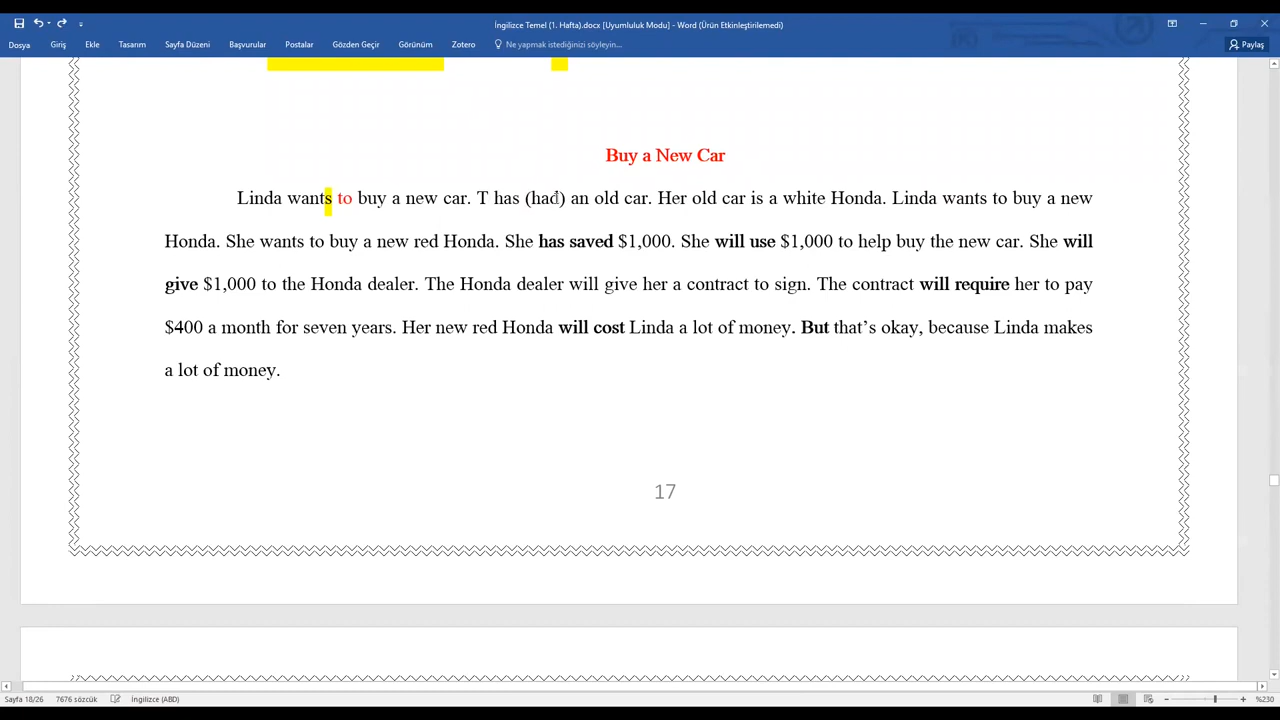 İngilizce Temel (1. Hafta).docx [Uyumluluk Modu] - Word (Ürün Etkinleştirilemedi)
Dosya Giriş Ekle Tasarım Sayfa Düzeni Başvurular Postalar Gözden Geçir Görünüm Zotero Ne yapmak istediğinizi söyleyin... Paylaş
Buy a New Car
Linda wants to buy a new car. T has (had) an old car. Her old car is a white Honda. Linda wants to buy a new
Honda. She wants to buy a new red Honda. She has saved $1,000. She will use $1,000 to help buy the new car. She will
give $1,000 to the Honda dealer. The Honda dealer will give her a contract to sign. The contract will require her to pay
$400 a month for seven years. Her new red Honda will cost Linda a lot of money. But that’s okay, because Linda makes
a lot of money.
17
Sayfa 18/26 7676 sözcük İngilizce (ABD) %230